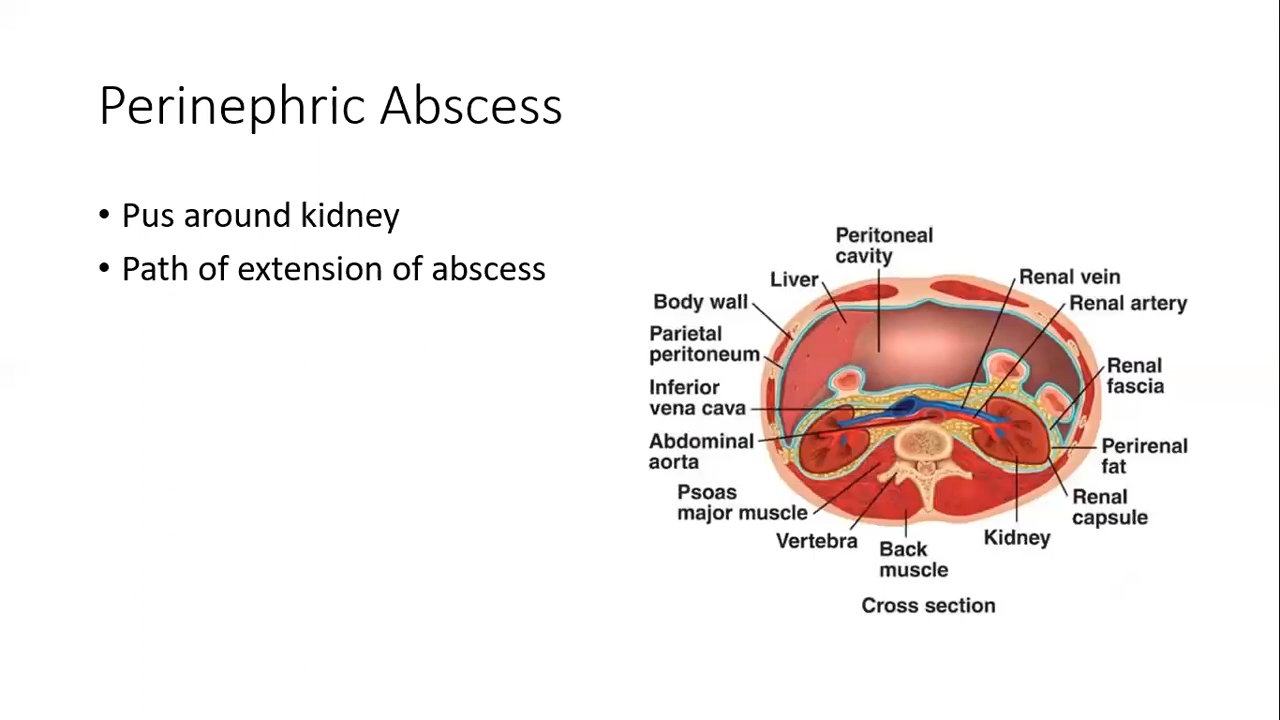 Perinephric Abscess
• Pus around kidney
• Path of extension of abscess
Peritoneal
cavity
Liver
Renal vein
Body wall
Renal artery
Parietal
peritoneum
Renal
fascia
Inferior
vena cava
Abdominal
aorta
Perirenal
fat
Psoas
major muscle
Renal
capsule
Vertebra
Back
muscle
Kidney
Cross section